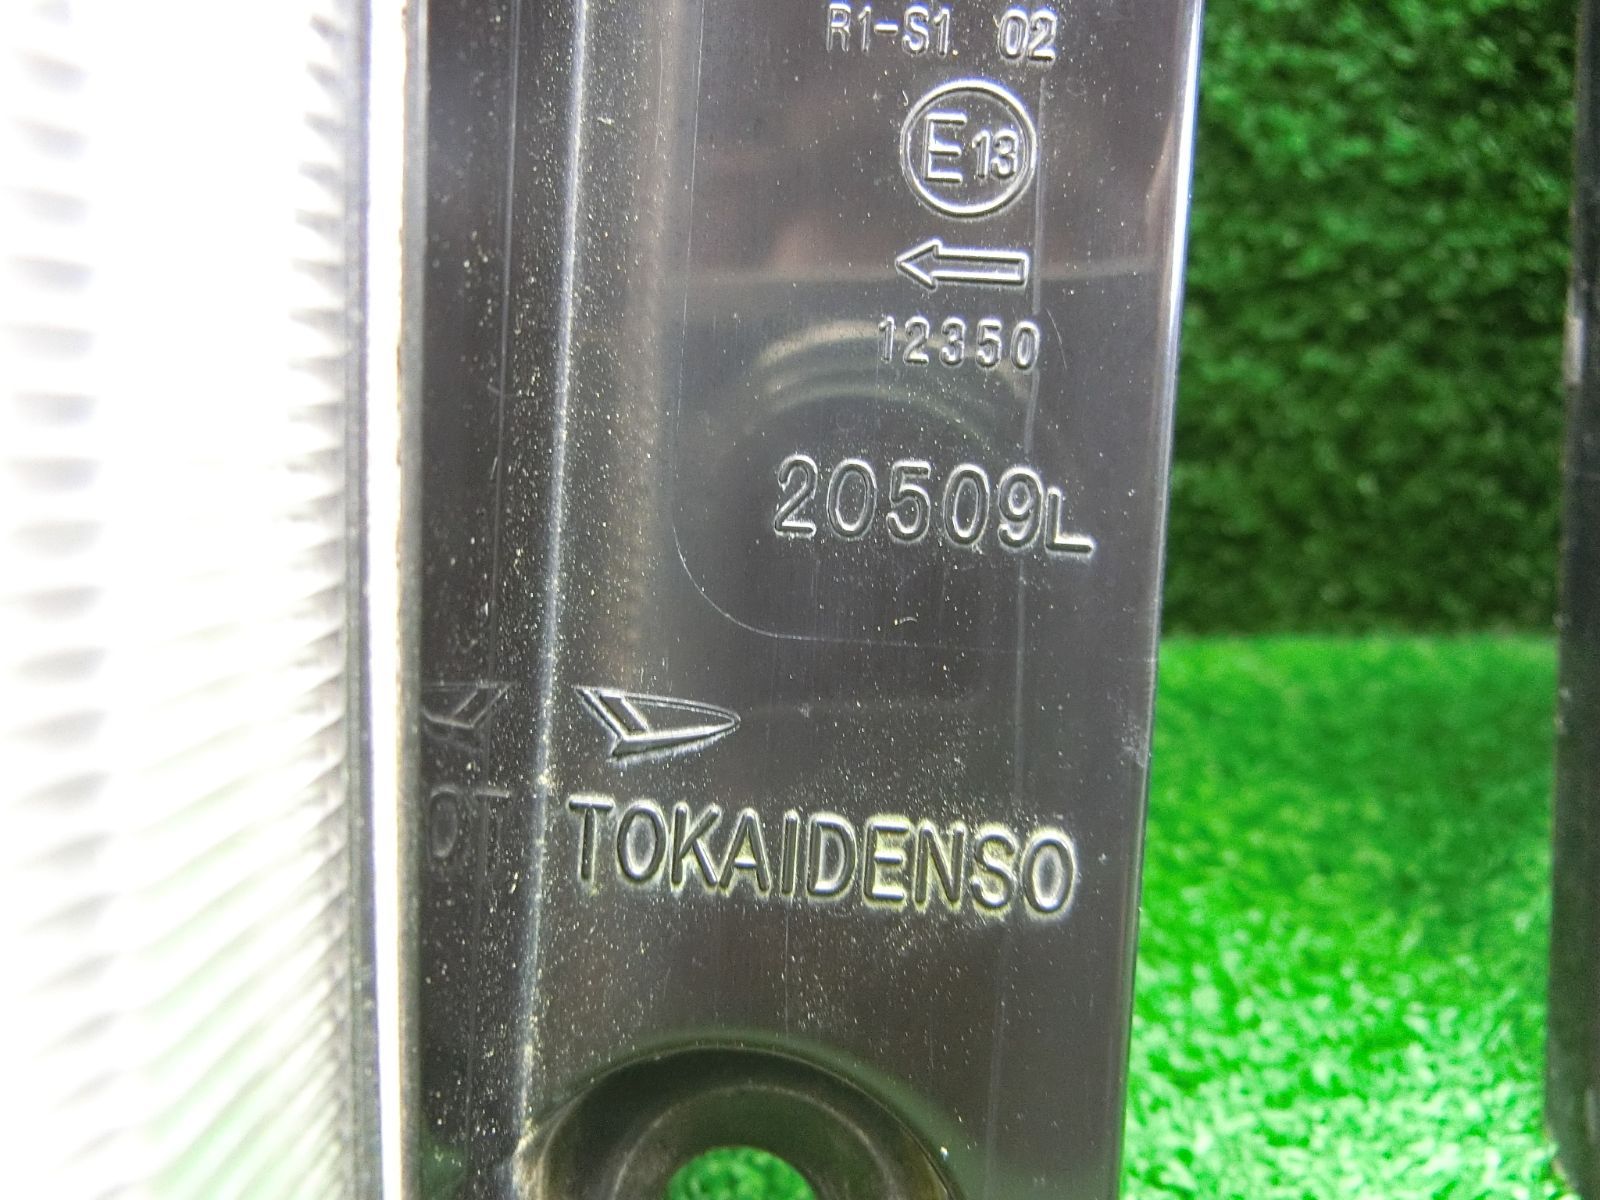 R1-S1 02
E13
12350
20509L
TOKAIDENSO